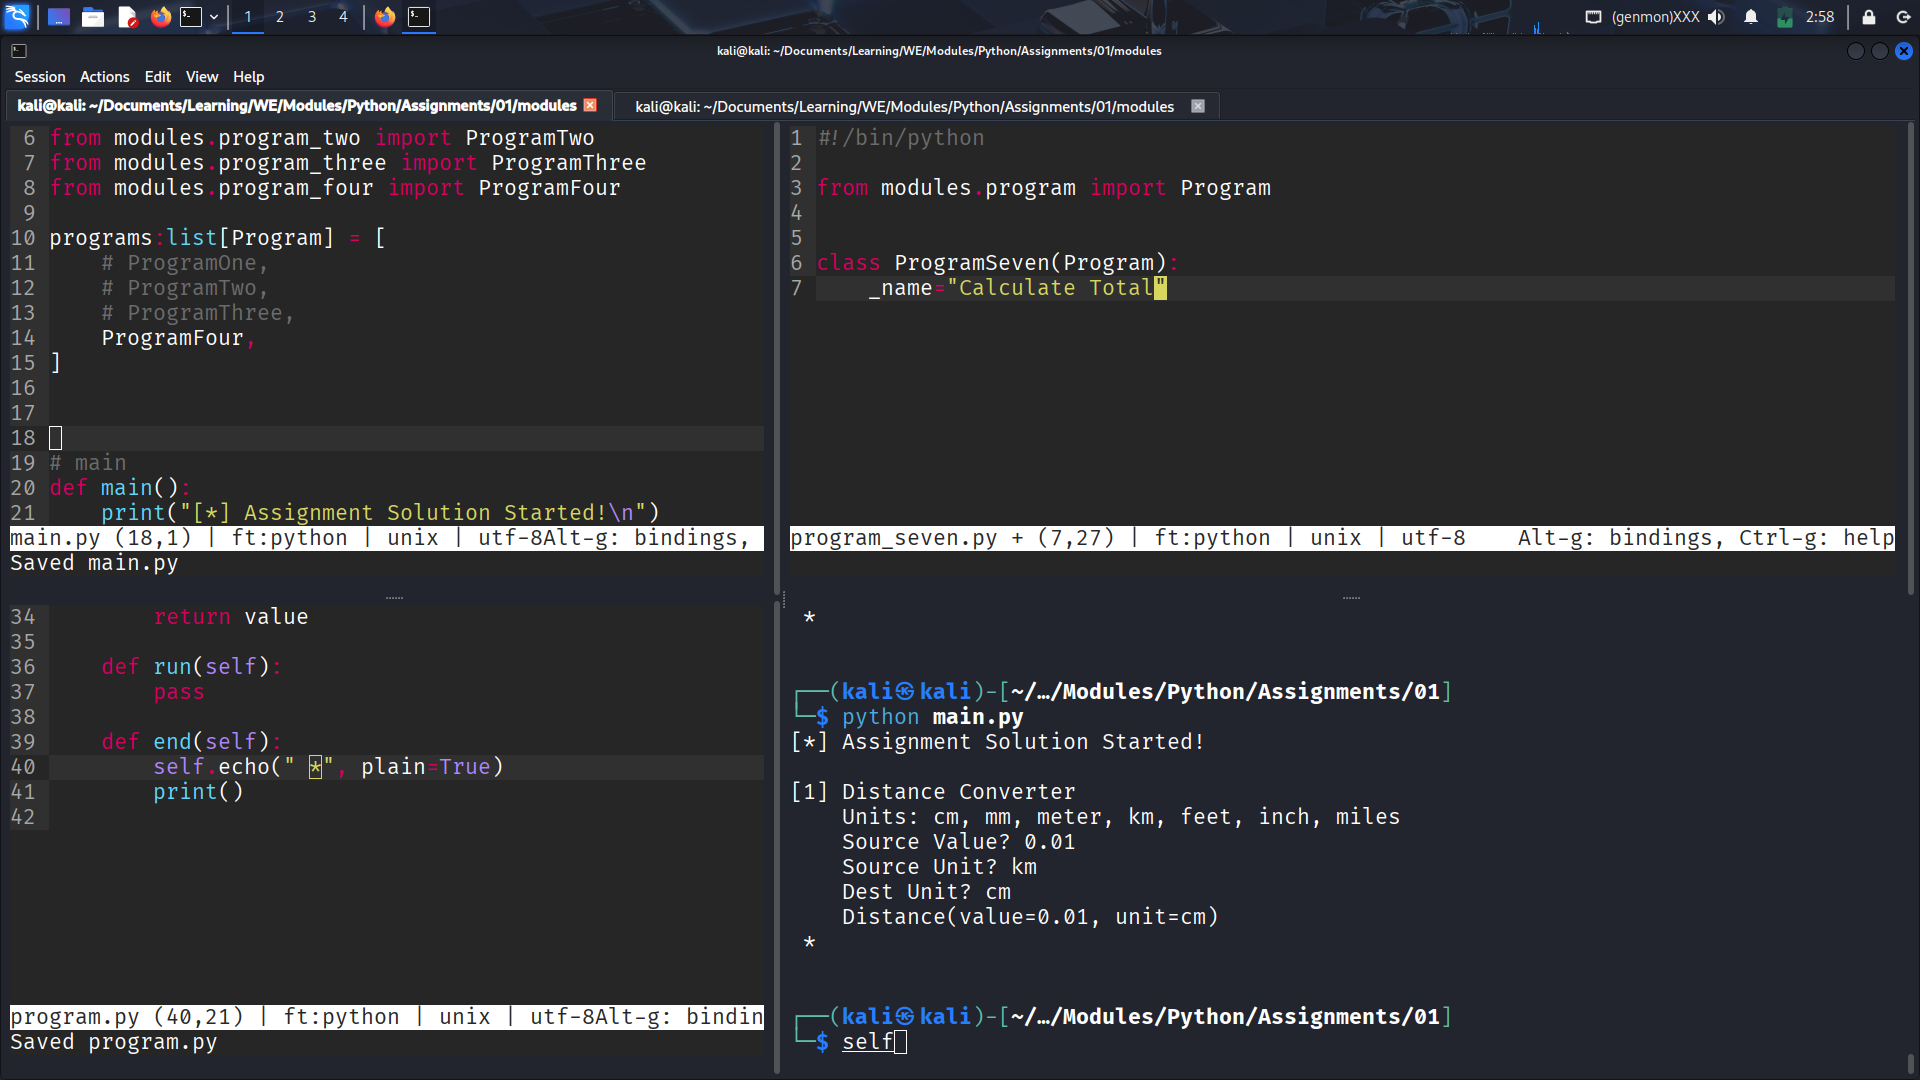 1 2 3 4 (genmon)XXX 2:58
kali@kali: ~/Documents/Learning/WE/Modules/Python/Assignments/01/modules
Session Actions Edit View Help
kali@kali: ~/Documents/Learning/WE/Modules/Python/Assignments/01/modules
kali@kali: ~/Documents/Learning/WE/Modules/Python/Assignments/01/modules
6 from modules.program_two import ProgramTwo
7 from modules.program_three import ProgramThree
8 from modules.program_four import ProgramFour
9
10 programs:list[Program] = [
11     # ProgramOne,
12     # ProgramTwo,
13     # ProgramThree,
14     ProgramFour,
15 ]
16
17
18
19 # main
20 def main():
21     print("[*] Assignment Solution Started!\n")
main.py (18,1) | ft:python | unix | utf-8Alt-g: bindings,
Saved main.py
1 #!/bin/python
2
3 from modules.program import Program
4
5
6 class ProgramSeven(Program):
7     _name="Calculate Total"
program_seven.py + (7,27) | ft:python | unix | utf-8    Alt-g: bindings, Ctrl-g: help
34         return value
35
36     def run(self):
37         pass
38
39     def end(self):
40         self.echo(" *", plain=True)
41         print()
42
program.py (40,21) | ft:python | unix | utf-8Alt-g: bindin
Saved program.py
 *
┌──(kali㉿kali)-[~/…/Modules/Python/Assignments/01]
└─$ python main.py
[*] Assignment Solution Started!
[1] Distance Converter
    Units: cm, mm, meter, km, feet, inch, miles
    Source Value? 0.01
    Source Unit? km
    Dest Unit? cm
    Distance(value=0.01, unit=cm)
 *
┌──(kali㉿kali)-[~/…/Modules/Python/Assignments/01]
└─$ self